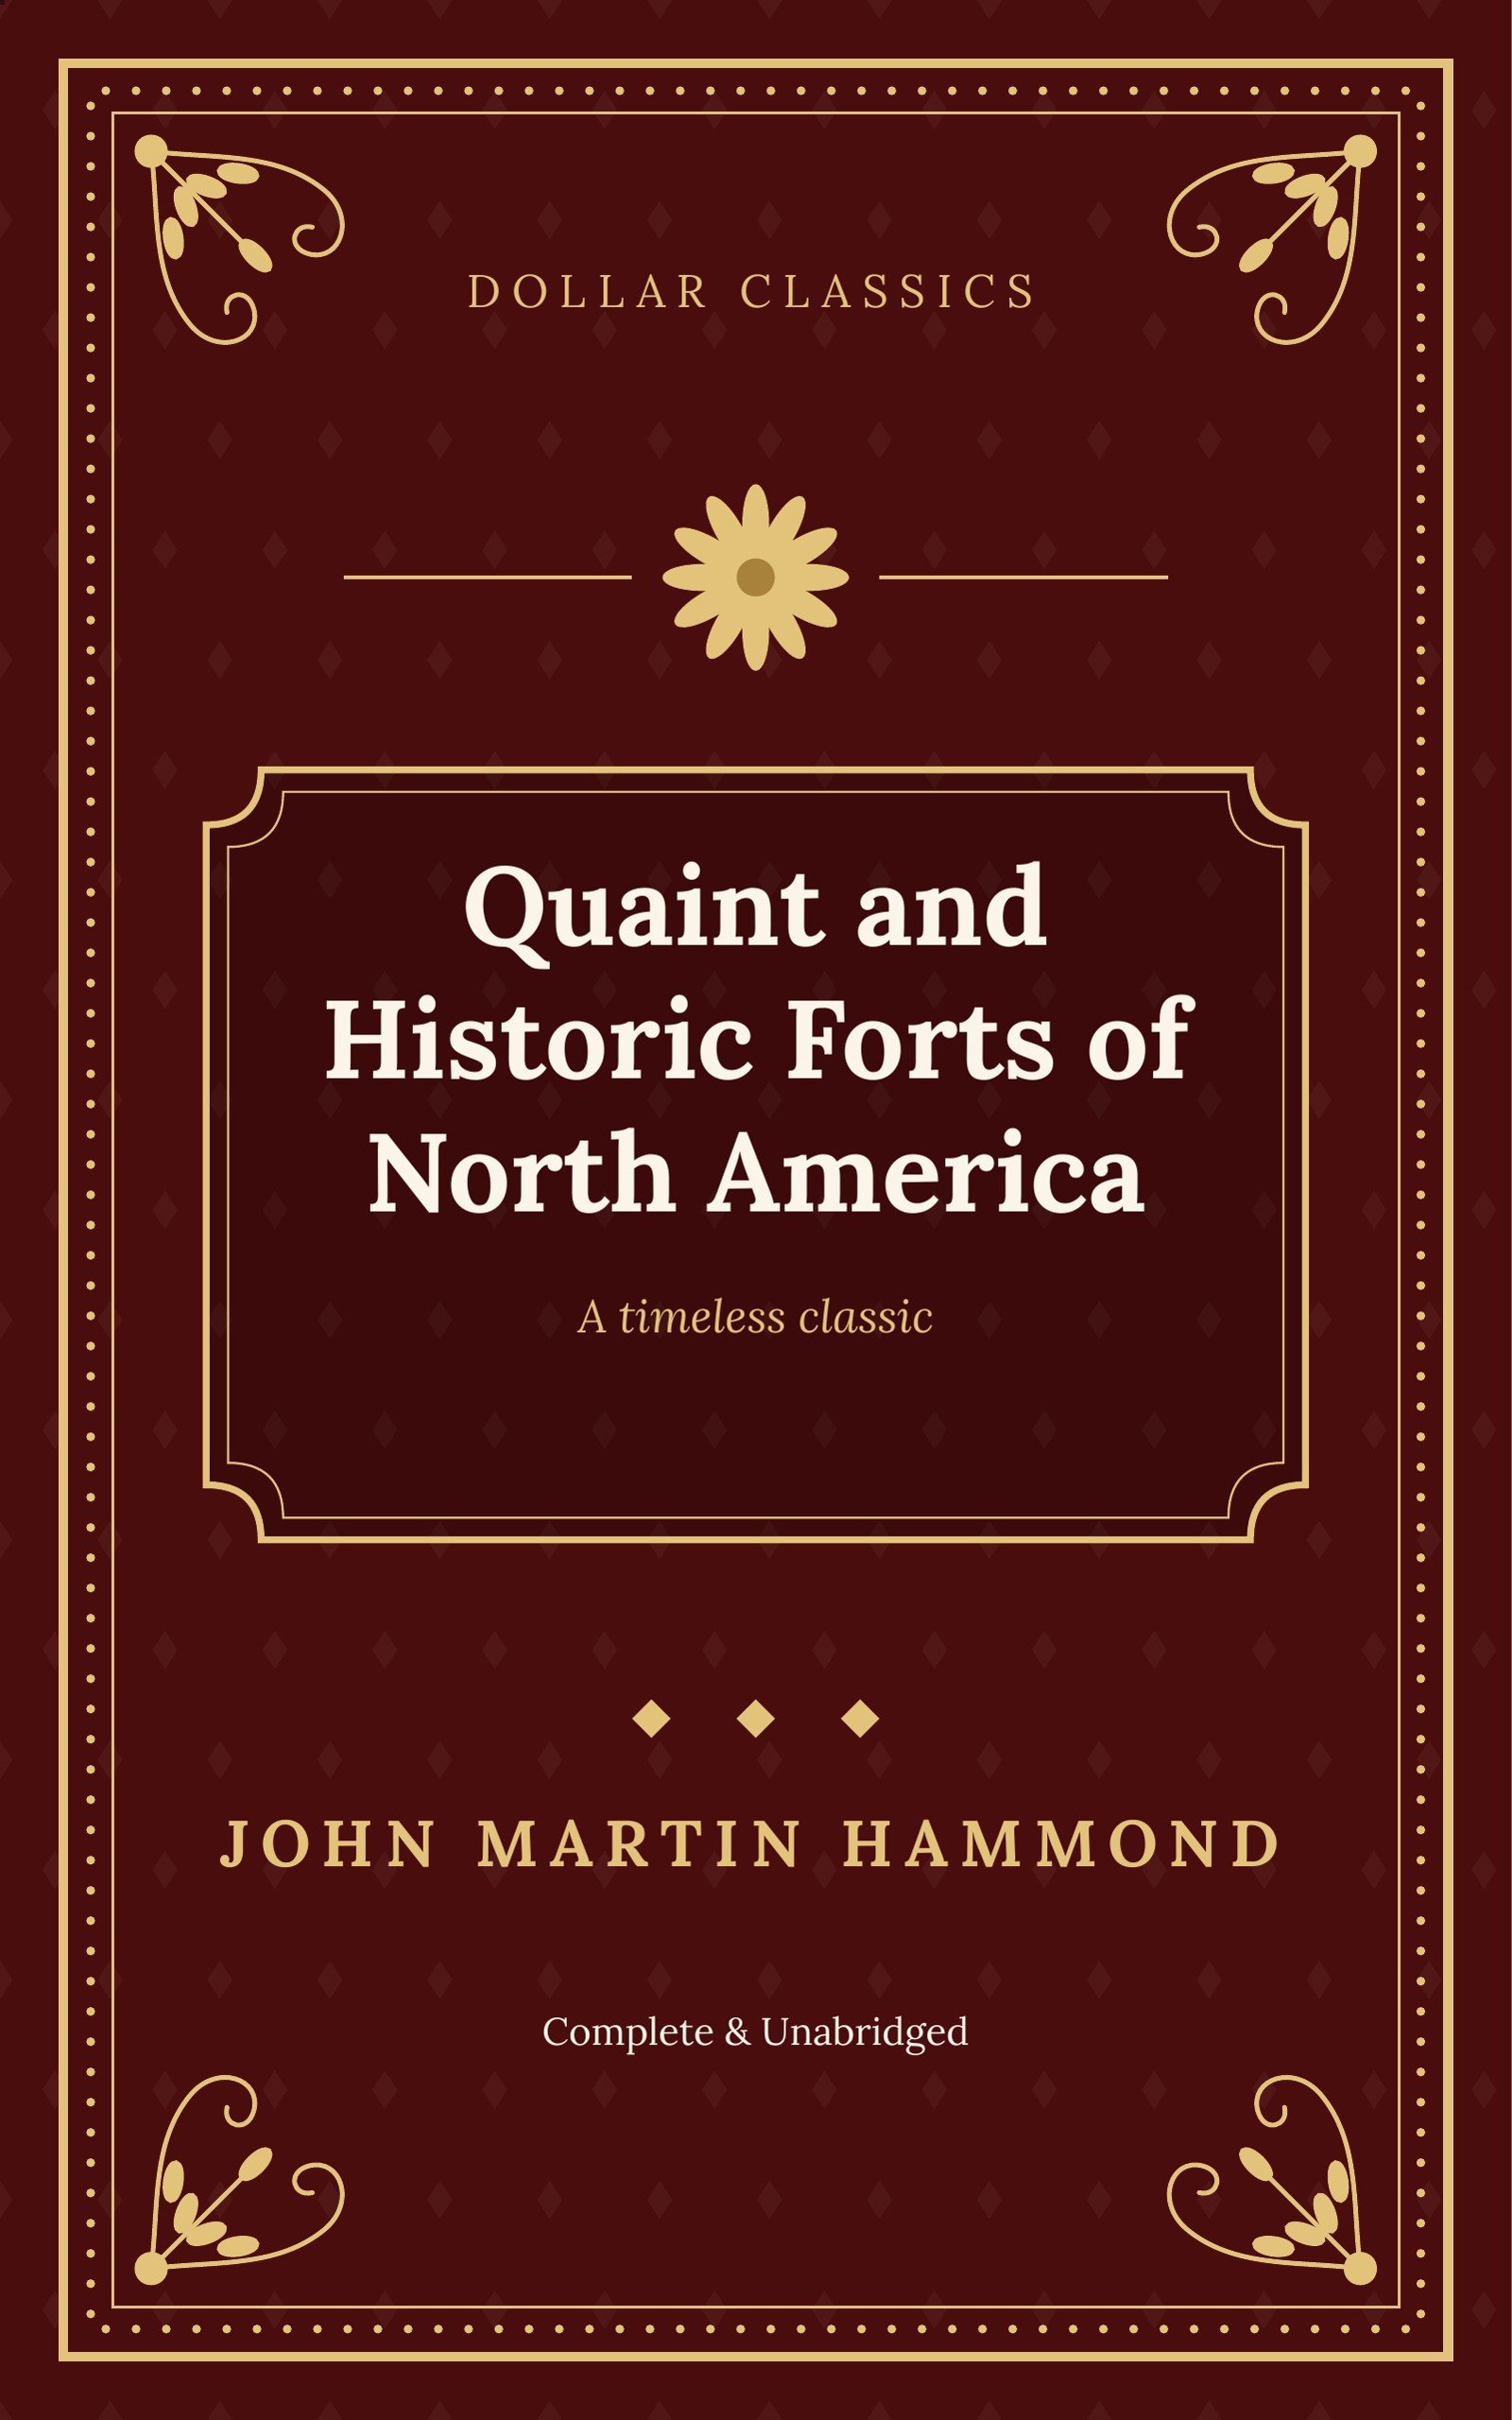 DOLLAR CLASSICS
Quaint and
Historic Forts of
North America
A timeless classic
JOHN MARTIN HAMMOND
Complete & Unabridged